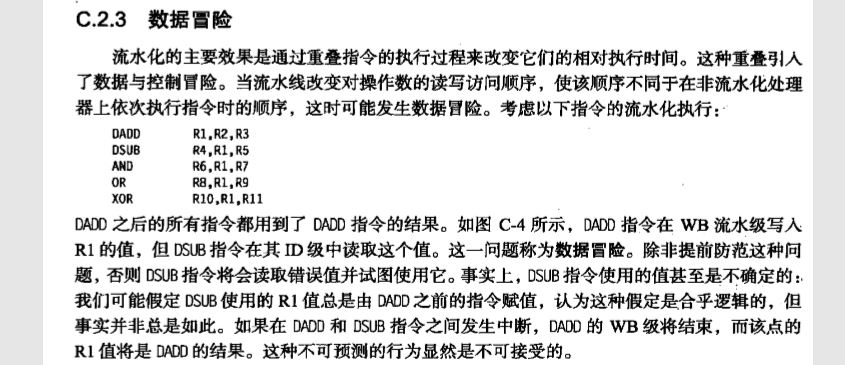 C.2.3 数据冒险
流水化的主要效果是通过重叠指令的执行过程来改变它们的相对执行时间。这种重叠引入
了数据与控制冒险。当流水线改变对操作数的读写访问顺序，使该顺序不同于在非流水化处理
器上依次执行指令时的顺序，这时可能发生数据冒险。考虑以下指令的流水化执行：
DADD R1,R2,R3
DSUB R4,R1,R5
AND R6,R1,R7
OR R8,R1,R9
XOR R10,R1,R11
DADD 之后的所有指令都用到了 DADD 指令的结果。如图 C-4 所示，DADD 指令在 WB 流水级写入
R1 的值，但 DSUB 指令在其 ID 级中读取这个值。这一问题称为数据冒险。除非提前防范这种问
题，否则 DSUB 指令将会读取错误值并试图使用它。事实上，DSUB 指令使用的值甚至是不确定的：
我们可能假定 DSUB 使用的 R1 值总是由 DADD 之前的指令赋值，认为这种假定是合乎逻辑的，但
事实并非总是如此。如果在 DADD 和 DSUB 指令之间发生中断，DADD 的 WB 级将结束，而该点的
R1 值将是 DADD 的结果。这种不可预测的行为显然是不可接受的。